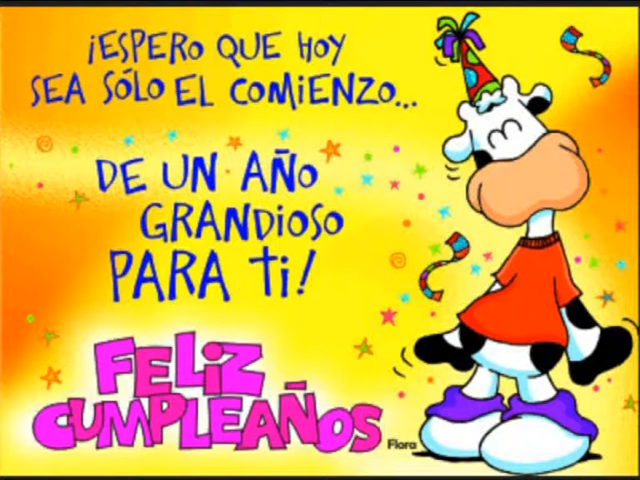 ¡ESPERO QUE HOY
SEA SÓLO EL COMIENZO...
DE UN AÑO
GRANDIOSO
PARA ti!
FELIZ
CUMPLEAÑOS
Flora